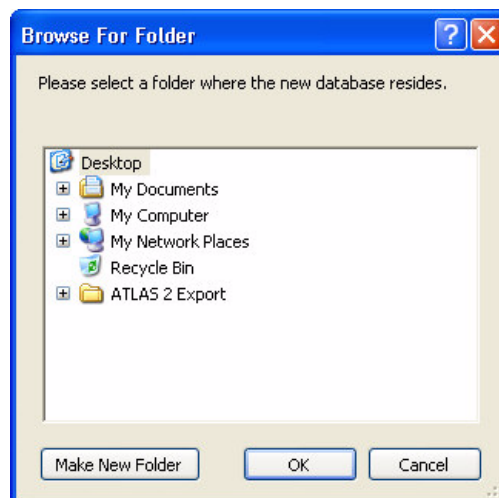 Browse For Folder
?
Please select a folder where the new database resides.
Desktop
My Documents
My Computer
My Network Places
Recycle Bin
ATLAS 2 Export
Make New Folder
OK
Cancel